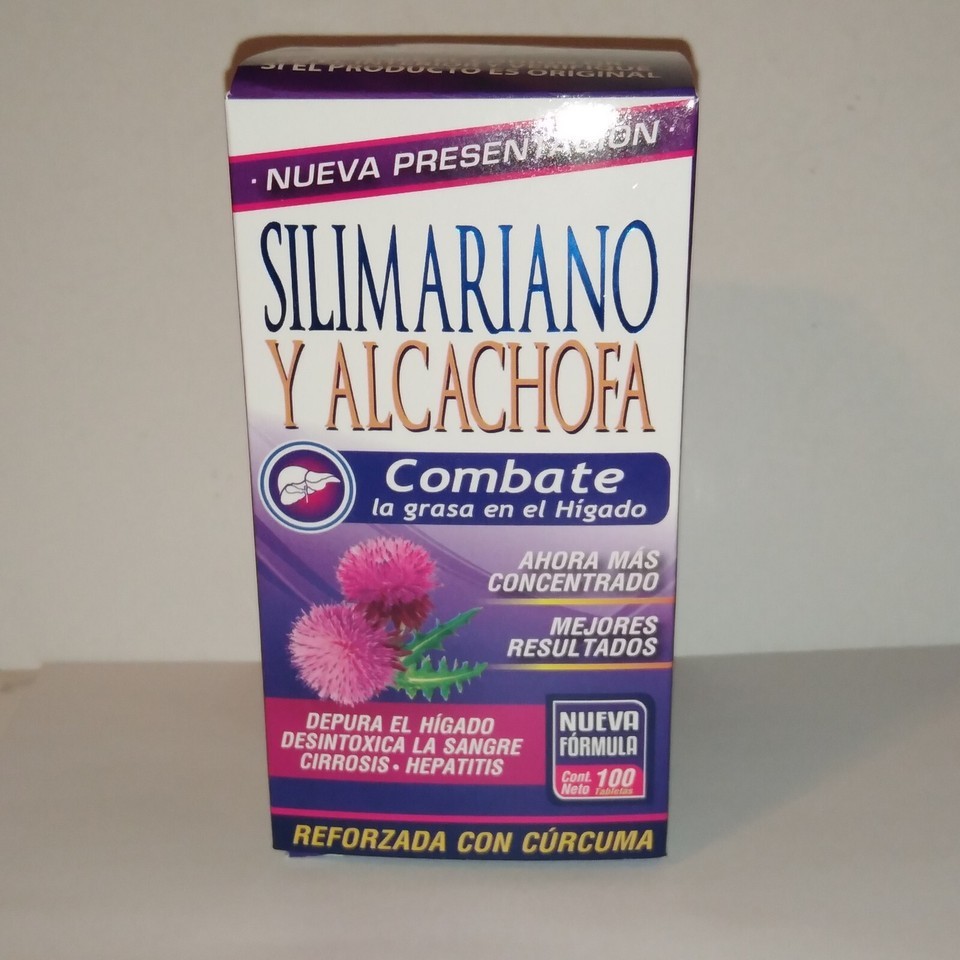 SI EL PRODUCTO ES ORIGINAL
· NUEVA PRESENTACIÓN ·
SILIMARIANO
Y ALCACHOFA
Combate
la grasa en el Hígado
AHORA MÁS
CONCENTRADO
MEJORES
RESULTADOS
DEPURA EL HÍGADO
DESINTOXICA LA SANGRE
CIRROSIS • HEPATITIS
NUEVA
FÓRMULA
Cont. Neto 100
Tabletas
REFORZADA CON CÚRCUMA